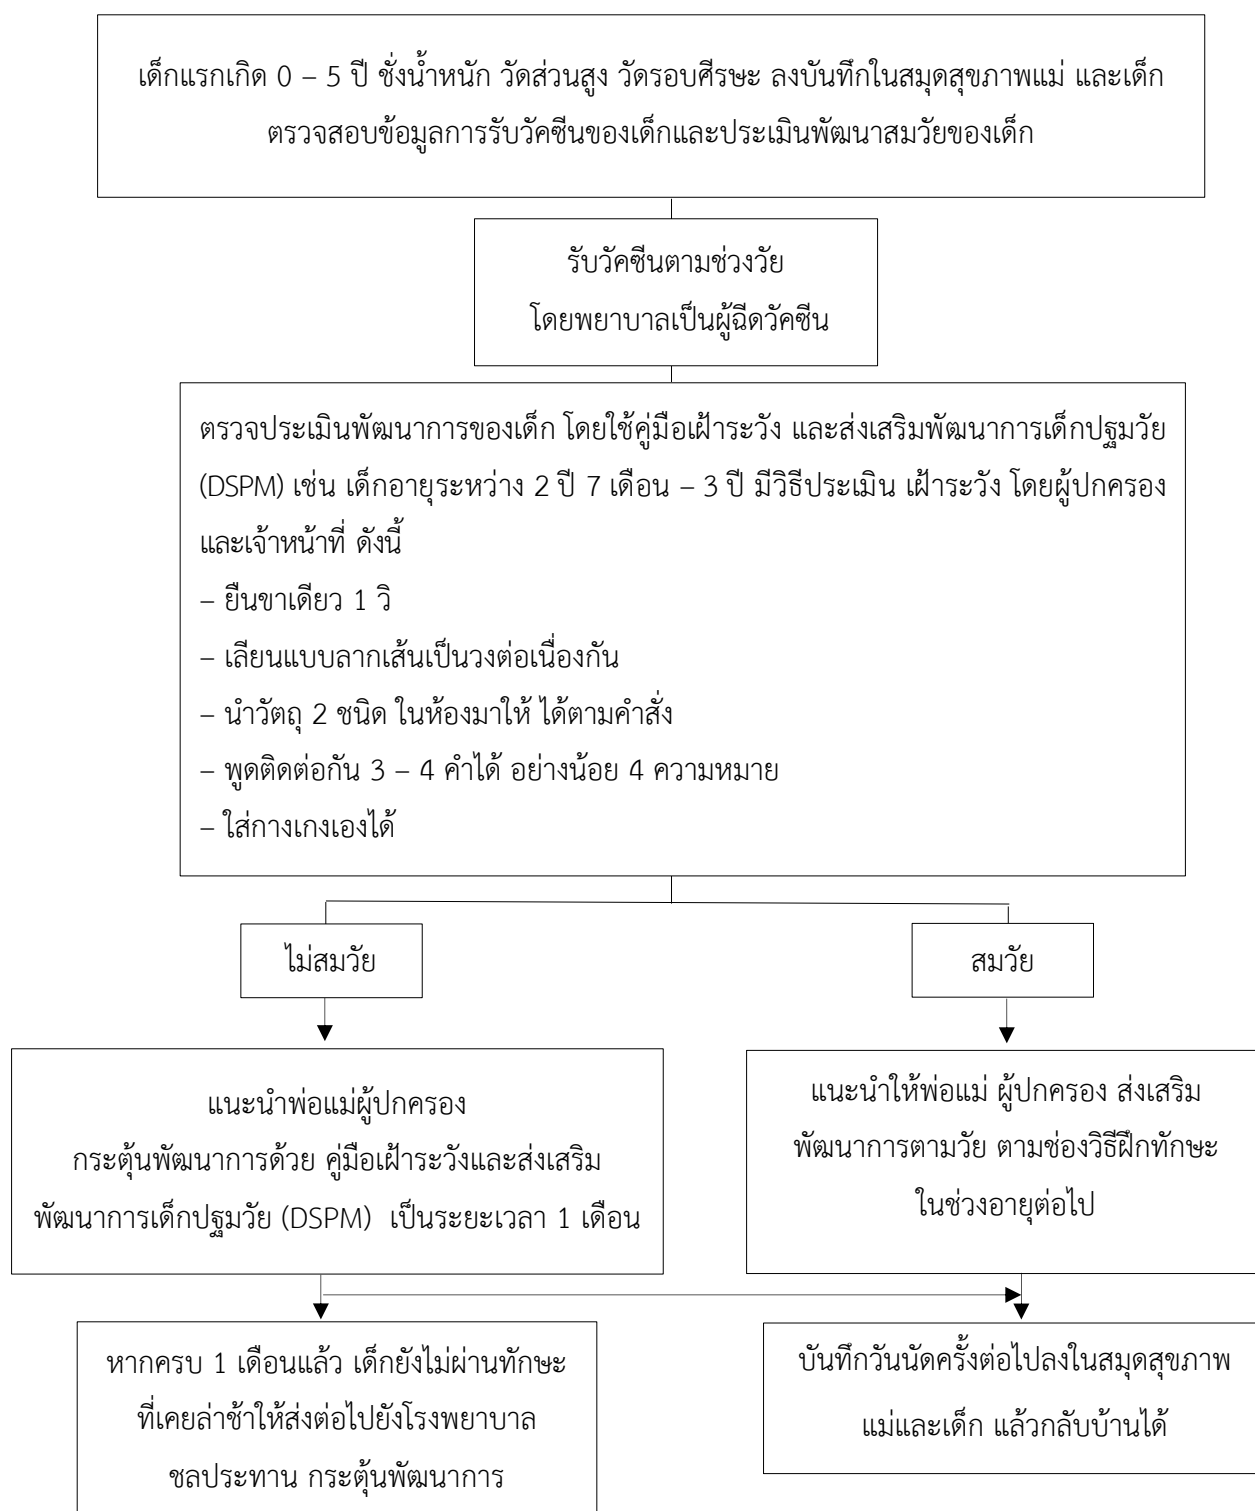 เด็กแรกเกิด 0 – 5 ปี ชั่งน้ำหนัก วัดส่วนสูง วัดรอบศีรษะ ลงบันทึกในสมุดสุขภาพแม่ และเด็ก
ตรวจสอบข้อมูลการรับวัคซีนของเด็กและประเมินพัฒนาสมวัยของเด็ก
รับวัคซีนตามช่วงวัย
โดยพยาบาลเป็นผู้ฉีดวัคซีน
ตรวจประเมินพัฒนาการของเด็ก โดยใช้คู่มือเฝ้าระวัง และส่งเสริมพัฒนาการเด็กปฐมวัย
(DSPM) เช่น เด็กอายุระหว่าง 2 ปี 7 เดือน – 3 ปี มีวิธีประเมิน เฝ้าระวัง โดยผู้ปกครอง
และเจ้าหน้าที่ ดังนี้
– ยืนขาเดียว 1 วิ
– เลียนแบบลากเส้นเป็นวงต่อเนื่องกัน
– นำวัตถุ 2 ชนิด ในห้องมาให้ ได้ตามคำสั่ง
– พูดติดต่อกัน 3 – 4 คำได้ อย่างน้อย 4 ความหมาย
– ใส่กางเกงเองได้
ไม่สมวัย
สมวัย
แนะนำพ่อแม่ผู้ปกครอง
กระตุ้นพัฒนาการด้วย คู่มือเฝ้าระวังและส่งเสริม
พัฒนาการเด็กปฐมวัย (DSPM) เป็นระยะเวลา 1 เดือน
แนะนำให้พ่อแม่ ผู้ปกครอง ส่งเสริม
พัฒนาการตามวัย ตามช่องวิธีฝึกทักษะ
ในช่วงอายุต่อไป
หากครบ 1 เดือนแล้ว เด็กยังไม่ผ่านทักษะ
ที่เคยล่าช้าให้ส่งต่อไปยังโรงพยาบาล
ชลประทาน กระตุ้นพัฒนาการ
บันทึกวันนัดครั้งต่อไปลงในสมุดสุขภาพ
แม่และเด็ก แล้วกลับบ้านได้